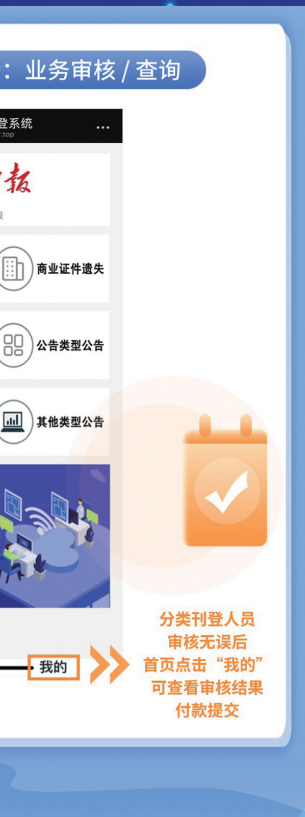 ：业务审核 / 查询
登系统
.top
...
报
商业证件遗失
公告类型公告
其他类型公告
我的
分类刊登人员
审核无误后
首页点击“我的”
可查看审核结果
付款提交